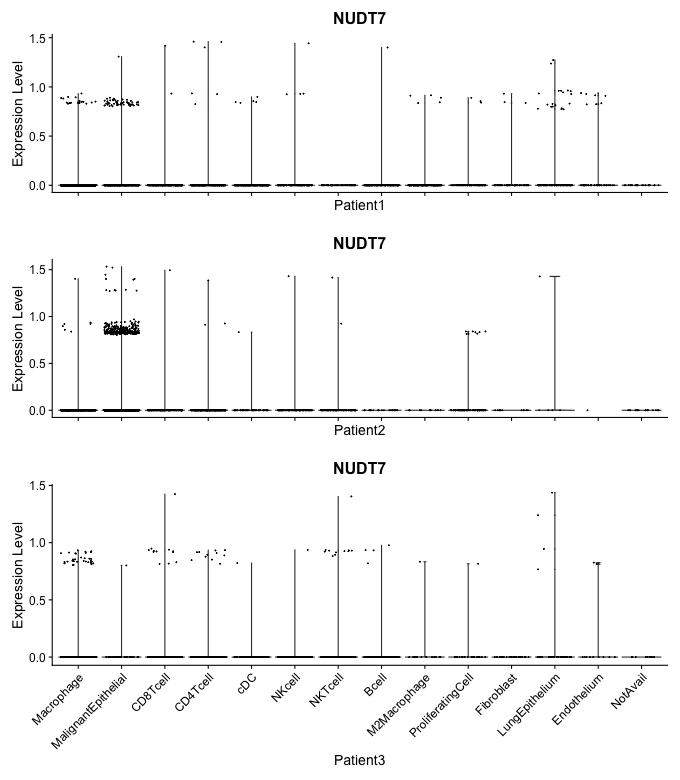 NUDT7
Expression Level
1.5
1.0
0.5
0.0
Patient1
NUDT7
Expression Level
1.5
1.0
0.5
0.0
Patient2
NUDT7
Expression Level
1.5
1.0
0.5
0.0
Macrophage
MalignantEpithelial
CD8Tcell
CD4Tcell
cDC
NKcell
NKTcell
Bcell
M2Macrophage
ProliferatingCell
Fibroblast
LungEpithelium
Endothelium
NotAvail
Patient3